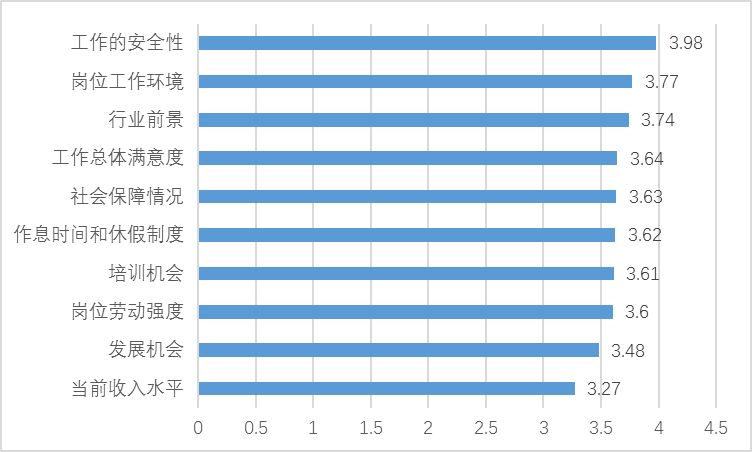 工作的安全性 3.98
岗位工作环境 3.77
行业前景 3.74
工作总体满意度 3.64
社会保障情况 3.63
作息时间和休假制度 3.62
培训机会 3.61
岗位劳动强度 3.6
发展机会 3.48
当前收入水平 3.27
0 0.5 1 1.5 2 2.5 3 3.5 4 4.5